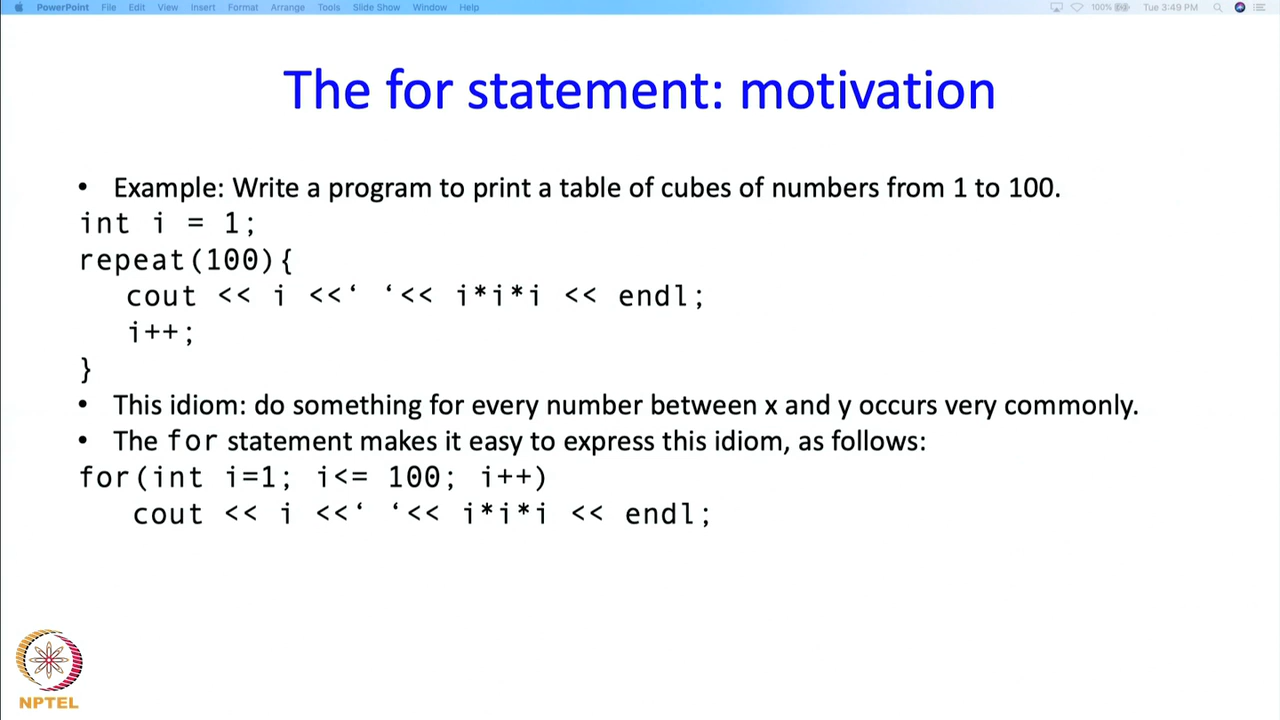 PowerPoint File Edit View Insert Format Arrange Tools Slide Show Window Help 100% Tue 3:49 PM
The for statement: motivation
• Example: Write a program to print a table of cubes of numbers from 1 to 100.
int i = 1;
repeat(100){
cout << i <<‘ ‘<< i*i*i << endl;
i++;
}
• This idiom: do something for every number between x and y occurs very commonly.
• The for statement makes it easy to express this idiom, as follows:
for(int i=1; i<= 100; i++)
cout << i <<‘ ‘<< i*i*i << endl;
NPTEL